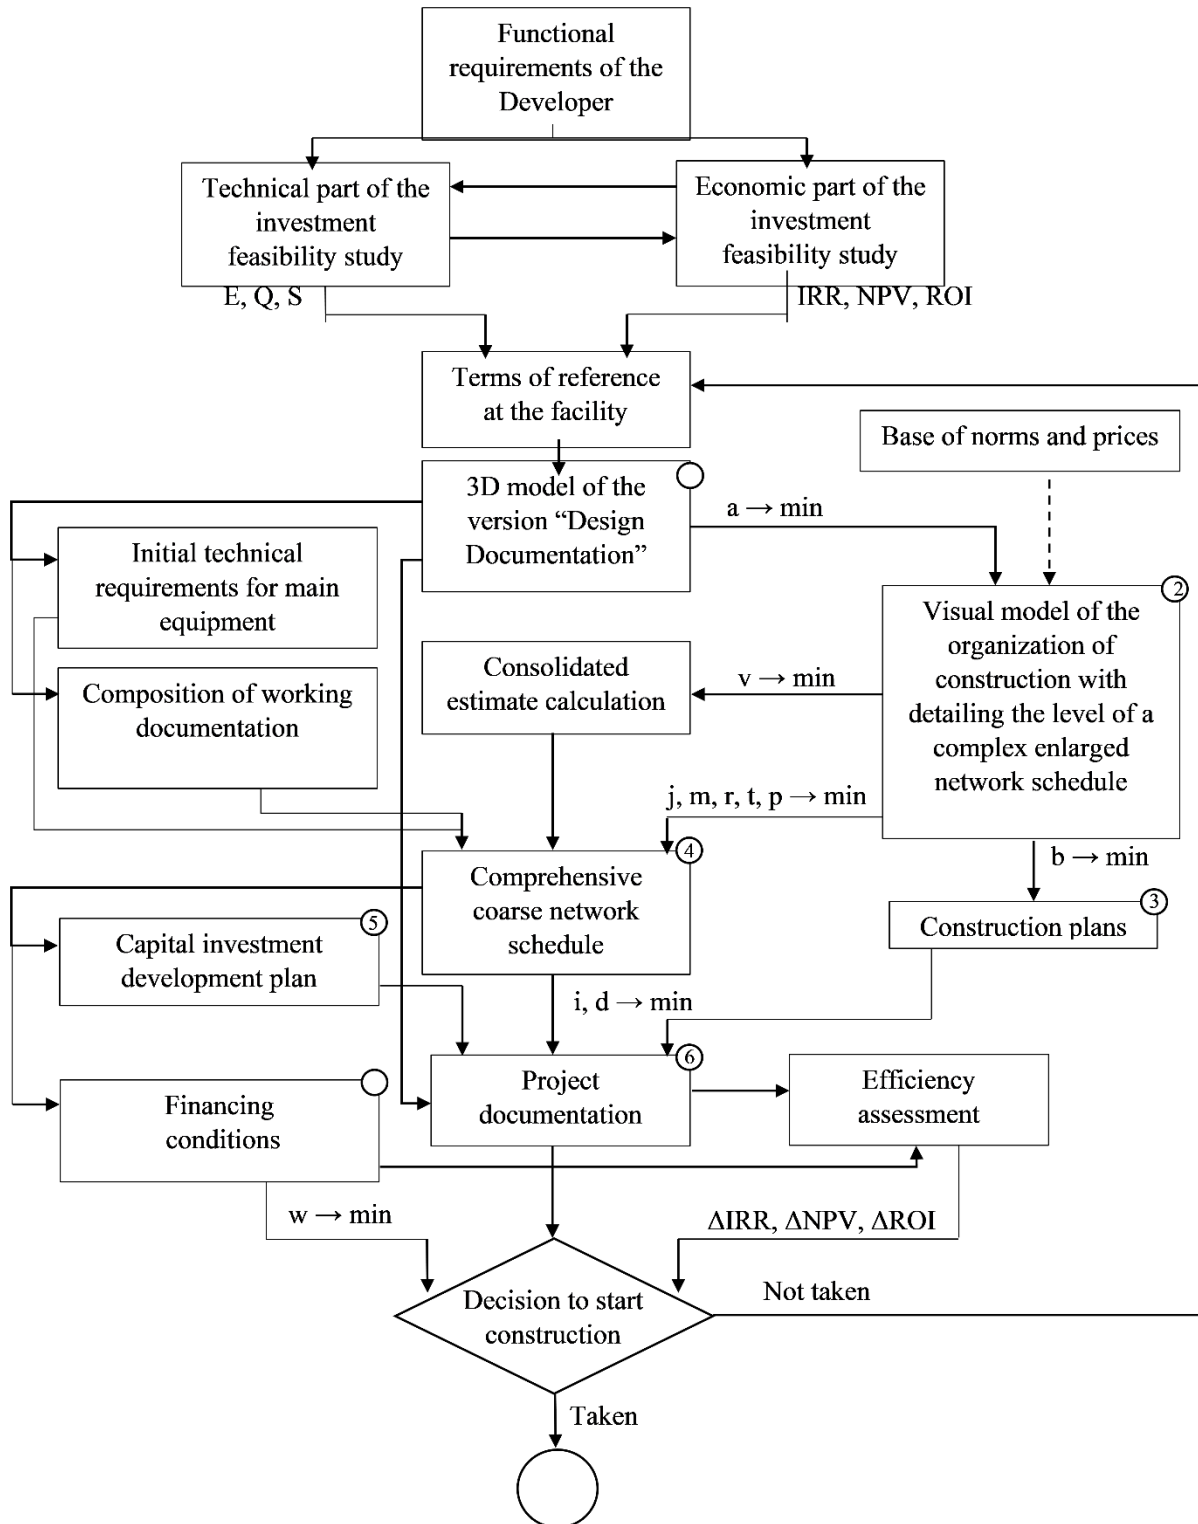 Functional
requirements of the
Developer
Technical part of the
investment
feasibility study
Economic part of the
investment
feasibility study
E, Q, S
IRR, NPV, ROI
Terms of reference
at the facility
Base of norms and prices
3D model of the
version “Design
Documentation”
a → min
Initial technical
requirements for main
equipment
2
Visual model of the
organization of
construction with
detailing the level of a
complex enlarged
network schedule
Consolidated
estimate calculation
v → min
Composition of working
documentation
j, m, r, t, p → min
4
Comprehensive
coarse network
schedule
b → min
3
Construction plans
5
Capital investment
development plan
i, d → min
6
Project
documentation
Efficiency
assessment
Financing
conditions
w → min
ΔIRR, ΔNPV, ΔROI
Decision to start
construction
Not taken
Taken